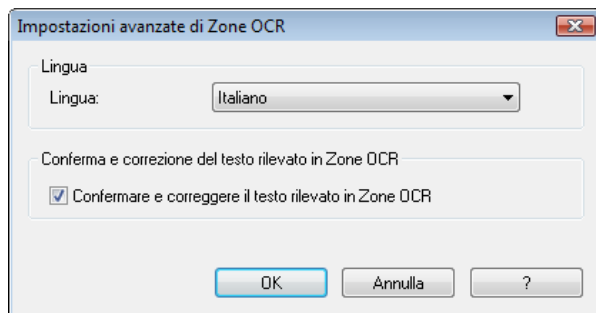 Impostazioni avanzate di Zone OCR
Lingua
Lingua: Italiano
Conferma e correzione del testo rilevato in Zone OCR
Confermare e correggere il testo rilevato in Zone OCR
OK Annulla ?